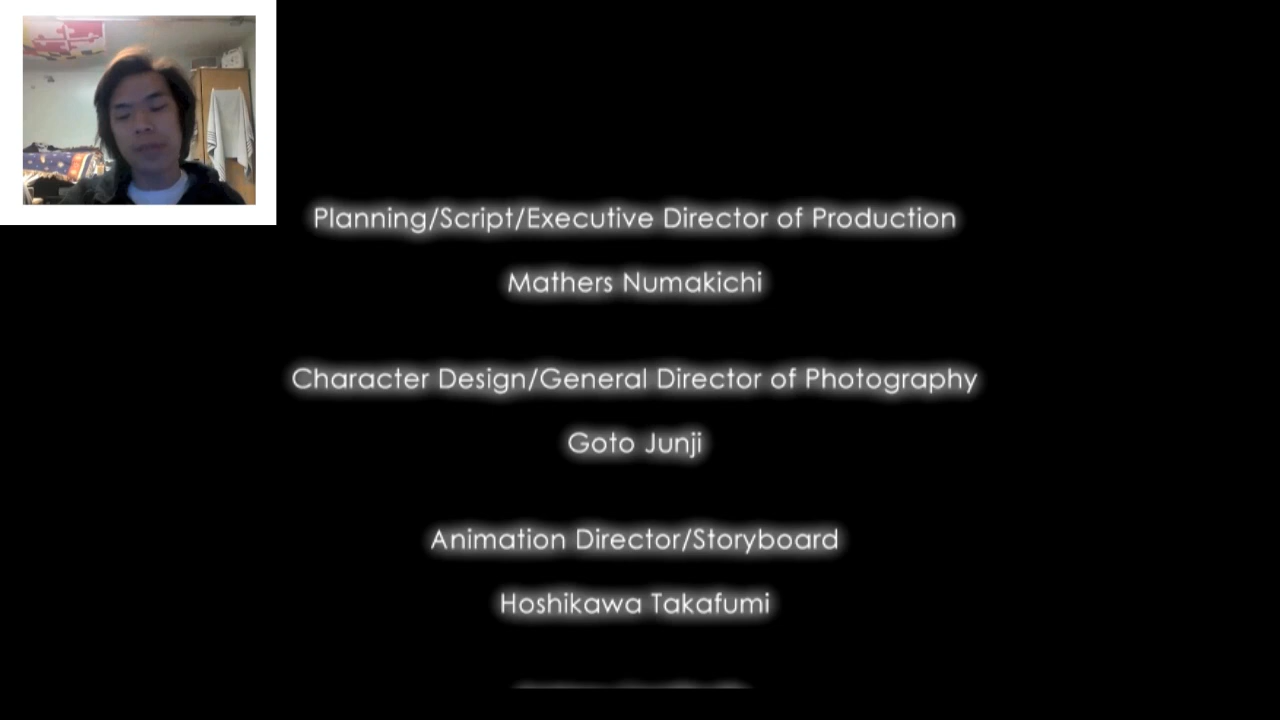 Planning/Script/Executive Director of Production
Mathers Numakichi
Character Design/General Director of Photography
Goto Junji
Animation Director/Storyboard
Hoshikawa Takafumi